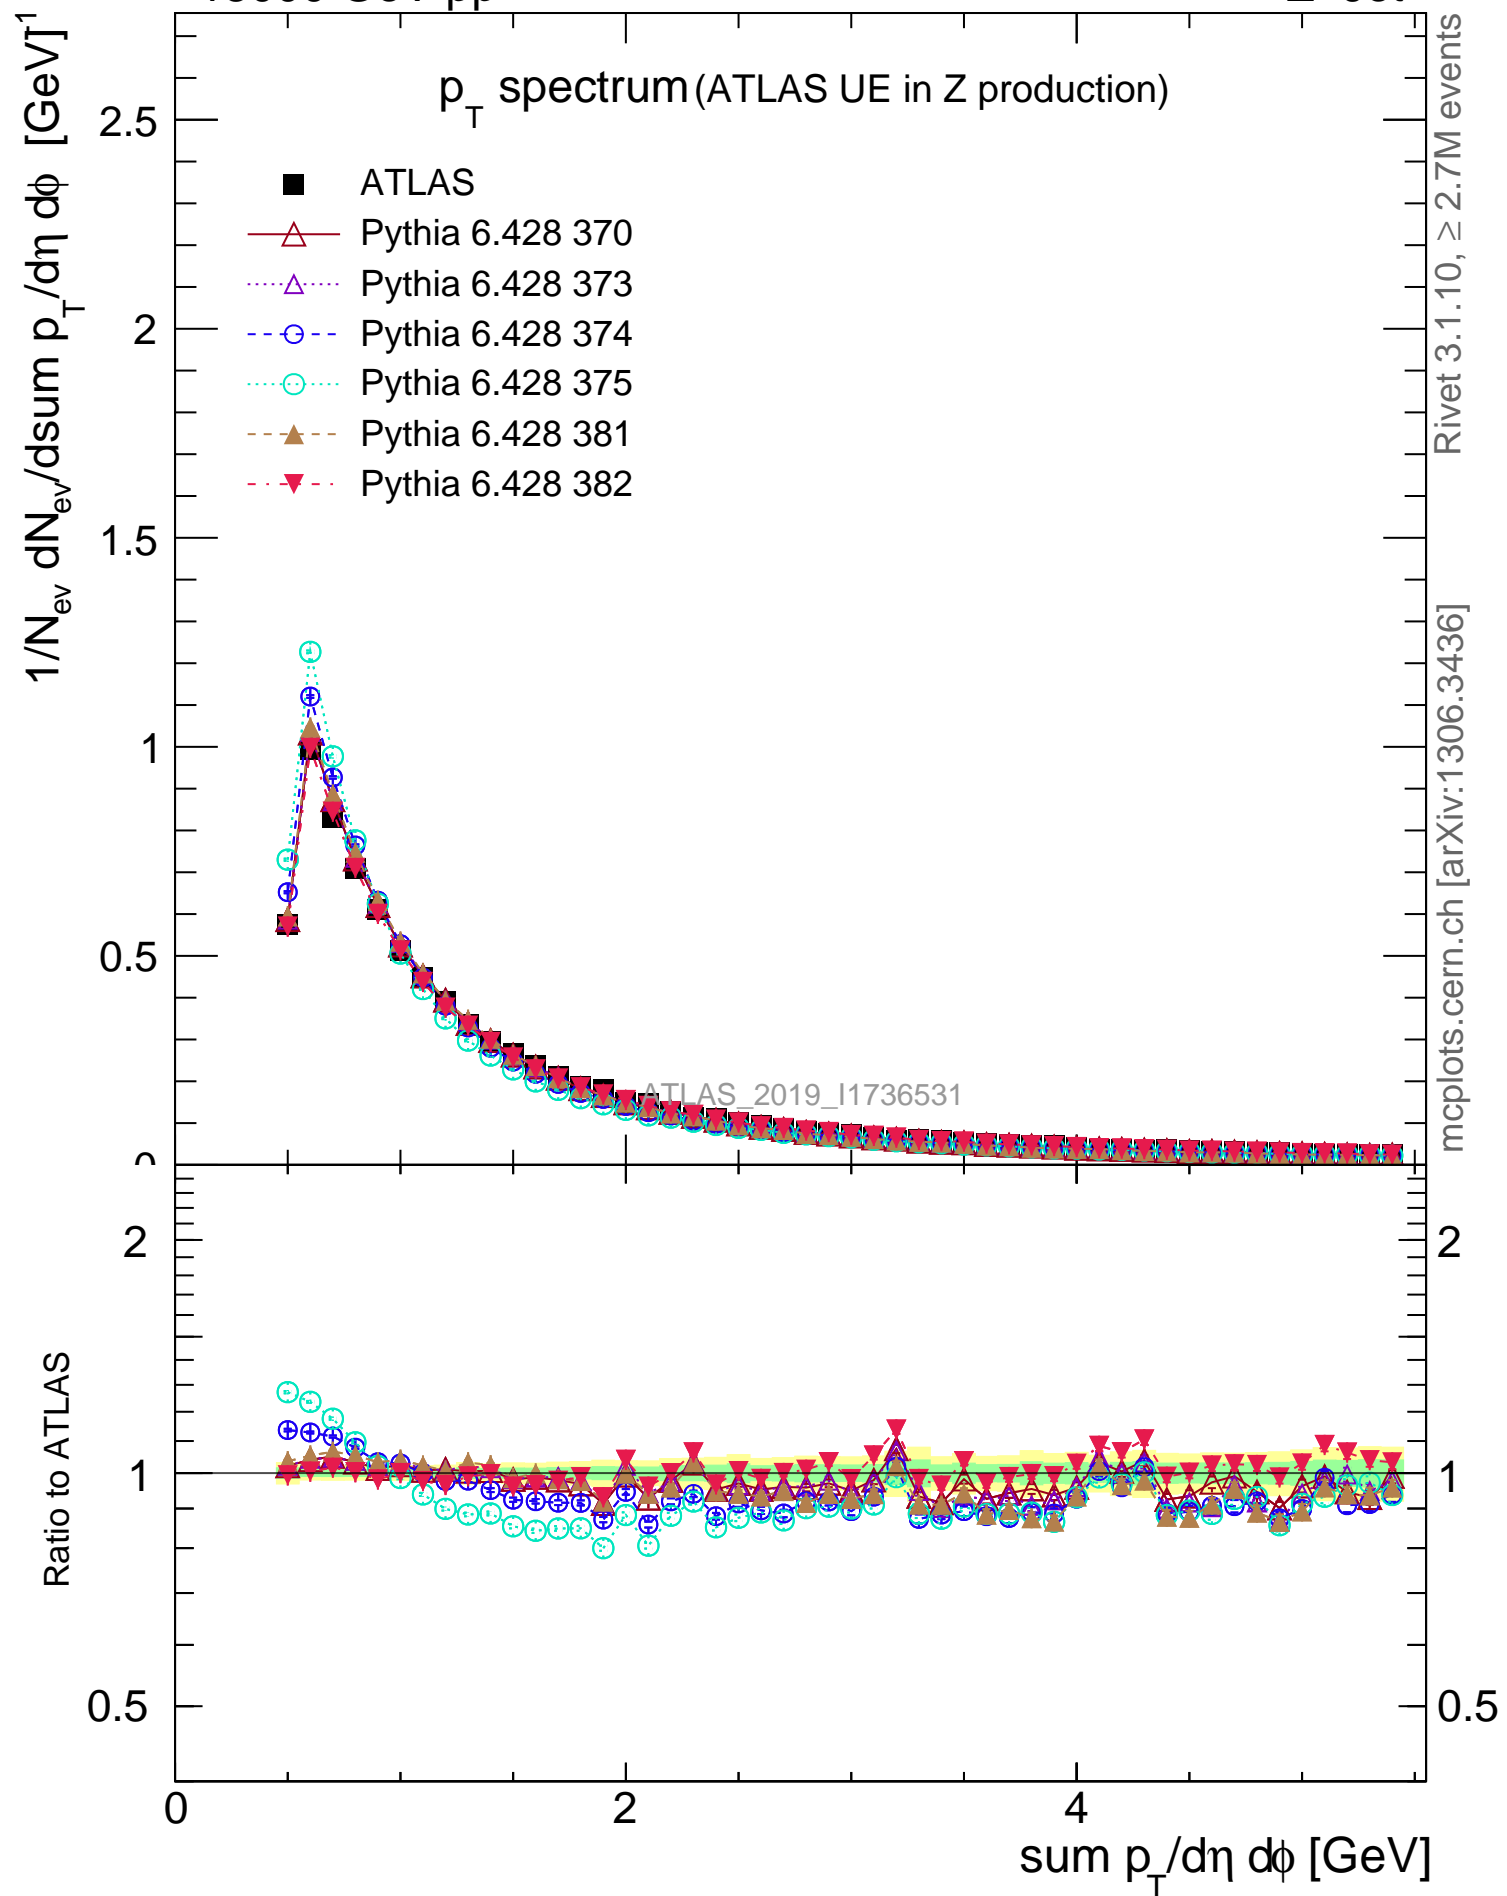 p_T spectrum (ATLAS UE in Z production)
1/N_ev dN_ev/dsum p_T/dη dϕ [GeV]^-1
ATLAS
Pythia 6.428 370
Pythia 6.428 373
Pythia 6.428 374
Pythia 6.428 375
Pythia 6.428 381
Pythia 6.428 382
2.5
2
1.5
1
0.5
0
ATLAS_2019_I1736531
Rivet 3.1.10, ≥ 2.7M events
mcplots.cern.ch [arXiv:1306.3436]
Ratio to ATLAS
2
1
0.5
2
1
0.5
0
2
4
sum p_T/dη dϕ [GeV]